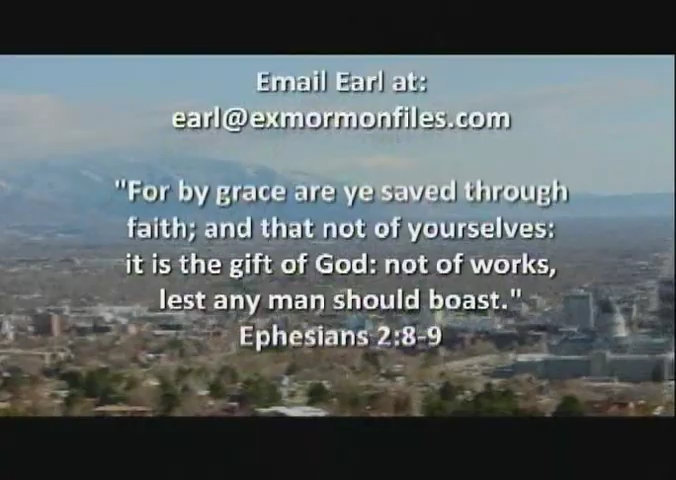 Email Earl at:
earl@exmormonfiles.com
"For by grace are ye saved through
faith; and that not of yourselves:
it is the gift of God: not of works,
lest any man should boast."
Ephesians 2:8-9